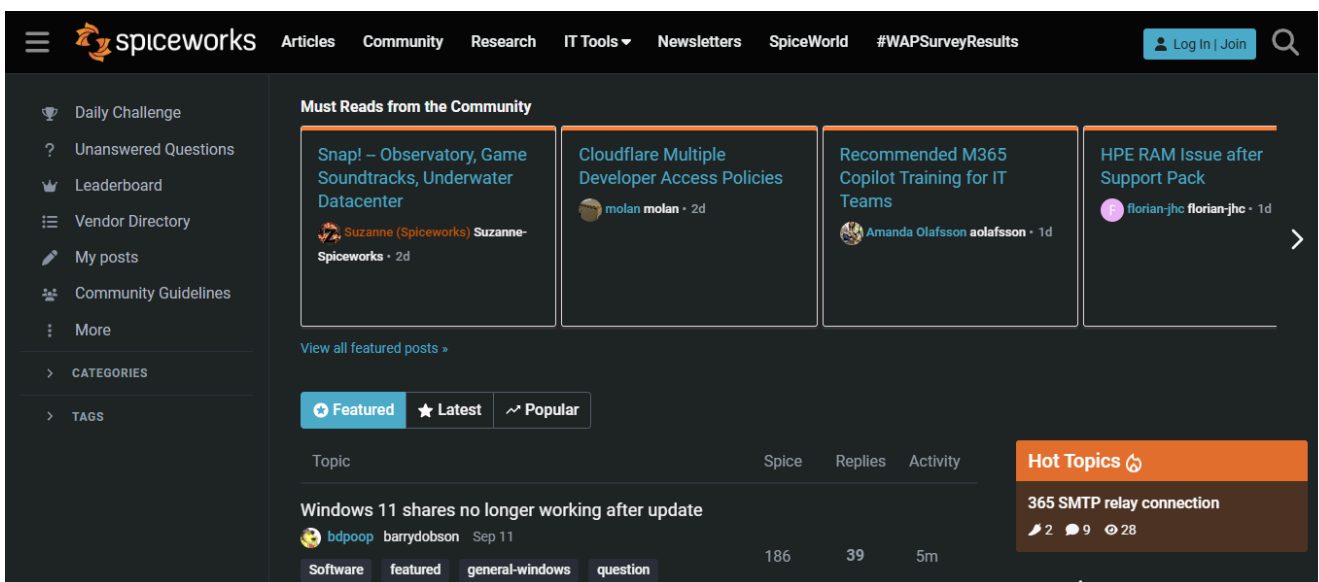 spiceworks Articles Community Research IT Tools Newsletters SpiceWorld #WAPSurveyResults Log In | Join
Daily Challenge
Unanswered Questions
Leaderboard
Vendor Directory
My posts
Community Guidelines
More
CATEGORIES
TAGS
Must Reads from the Community
Snap! – Observatory, Game
Soundtracks, Underwater
Datacenter
Suzanne (Spiceworks) Suzanne-
Spiceworks • 2d
Cloudflare Multiple
Developer Access Policies
molan molan • 2d
Recommended M365
Copilot Training for IT
Teams
Amanda Olafsson aolafsson • 1d
HPE RAM Issue after
Support Pack
F florian-jhc florian-jhc • 1d
View all featured posts »
Featured Latest Popular
Topic Spice Replies Activity
Windows 11 shares no longer working after update
bdpoop barrydobson Sep 11
Software featured general-windows question
186 39 5m
Hot Topics
365 SMTP relay connection
2 9 28